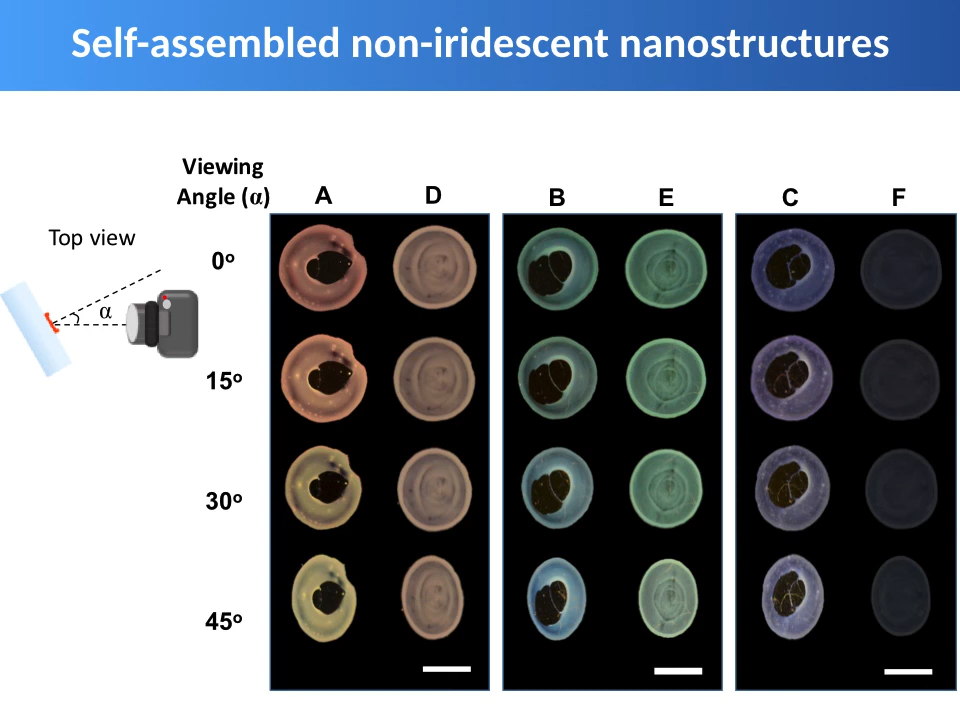 Self-assembled non-iridescent nanostructures
Viewing
Angle (α)
A
D
B
E
C
F
Top view
α
0º
15º
30º
45º